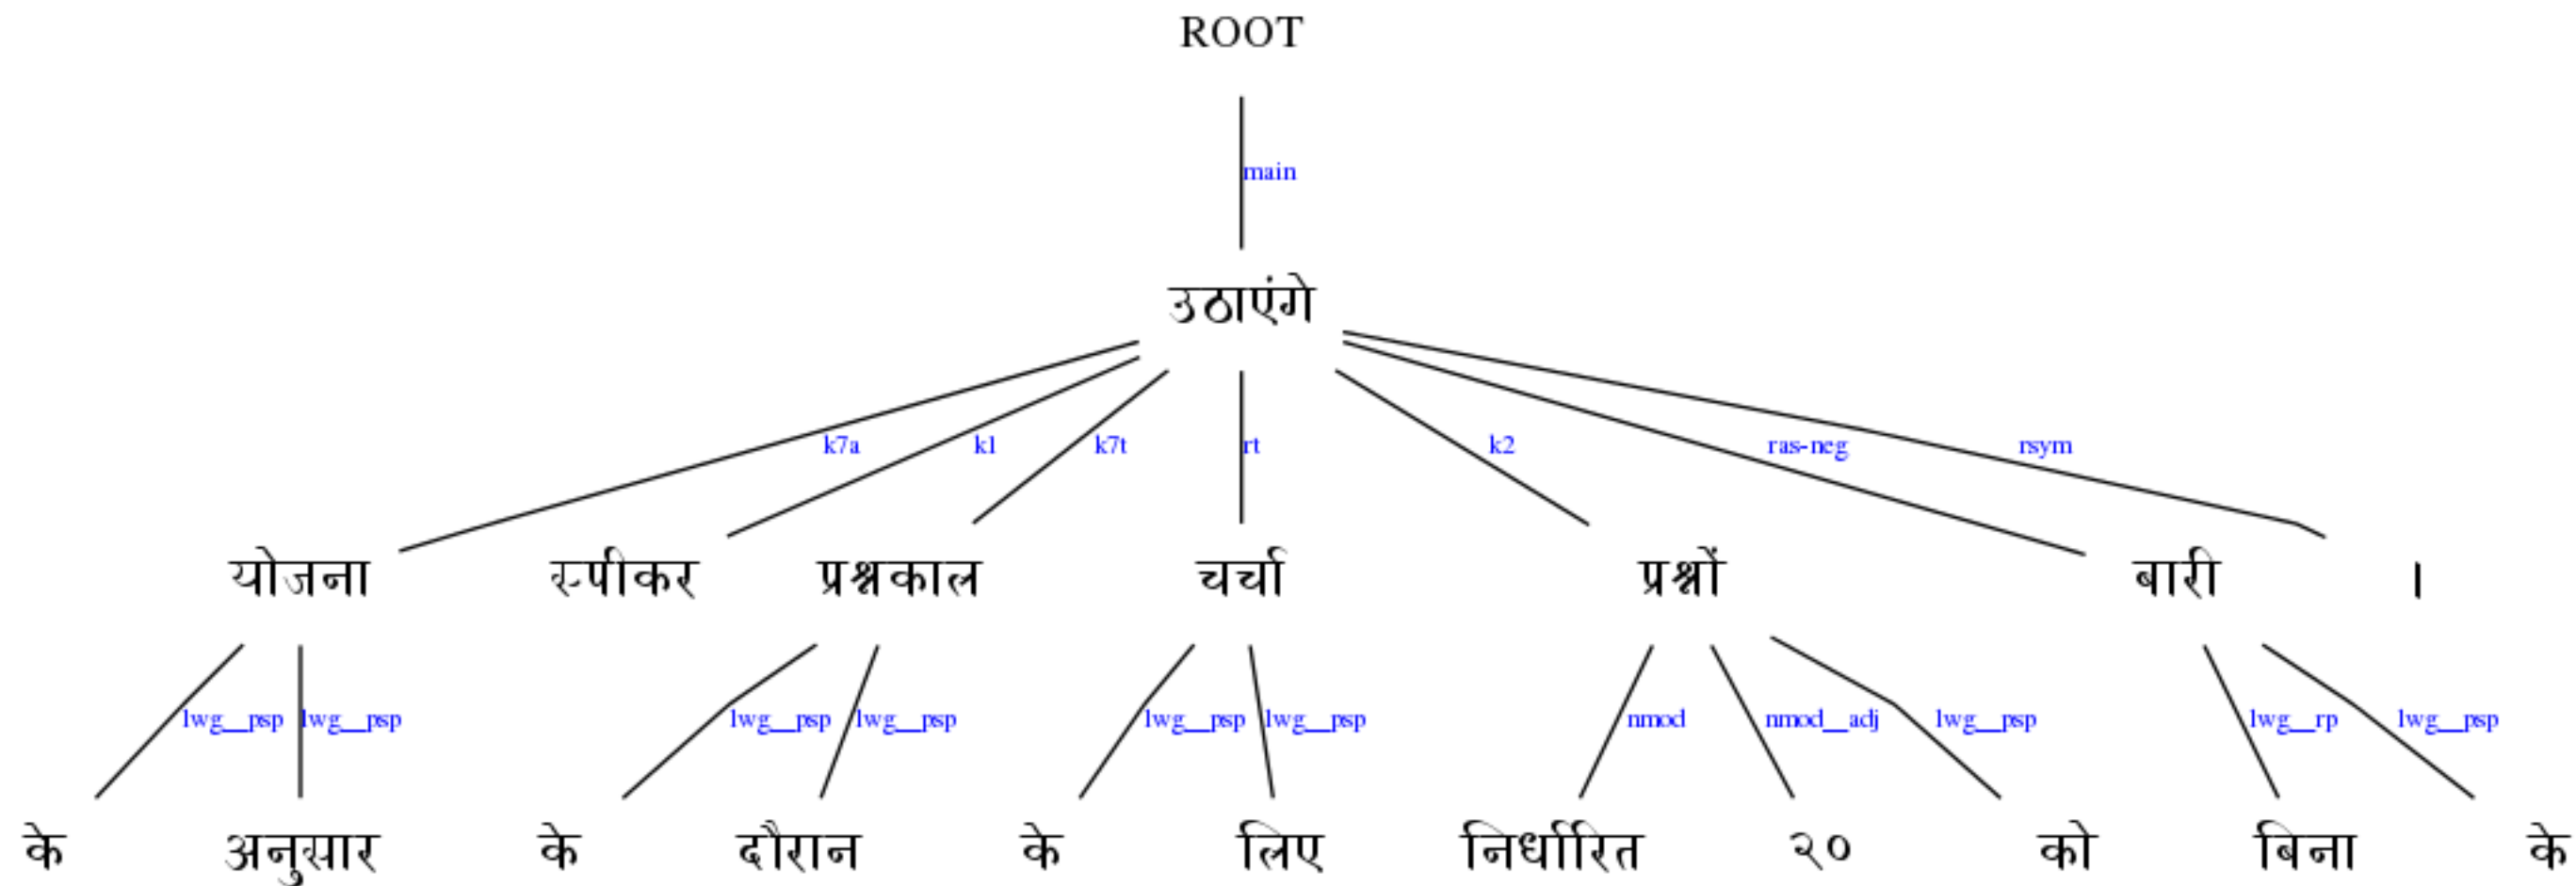 ROOT
main
उठाएंगे
k7a k1 k7t rt k2 ras-neg rsym
योजना स्पीकर प्रश्नकाल चर्चा प्रश्नों बारी ।
lwg__psp lwg__psp lwg__psp lwg__psp lwg__psp lwg__psp nmod nmod__adj lwg__psp lwg__rp lwg__psp
के अनुसार के दौरान के लिए निर्धारित २० को बिना के